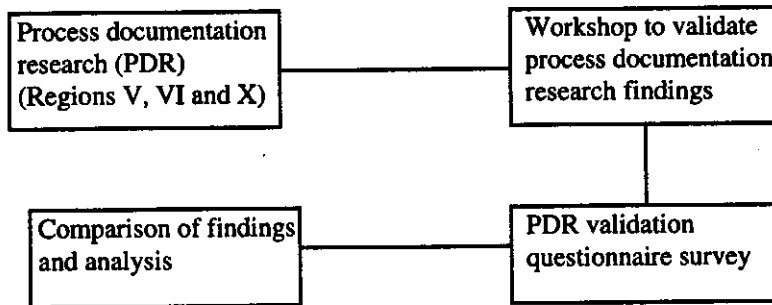 Process documentation
research (PDR)
(Regions V, VI and X)
Workshop to validate
process documentation
research findings
PDR validation
questionnaire survey
Comparison of findings
and analysis